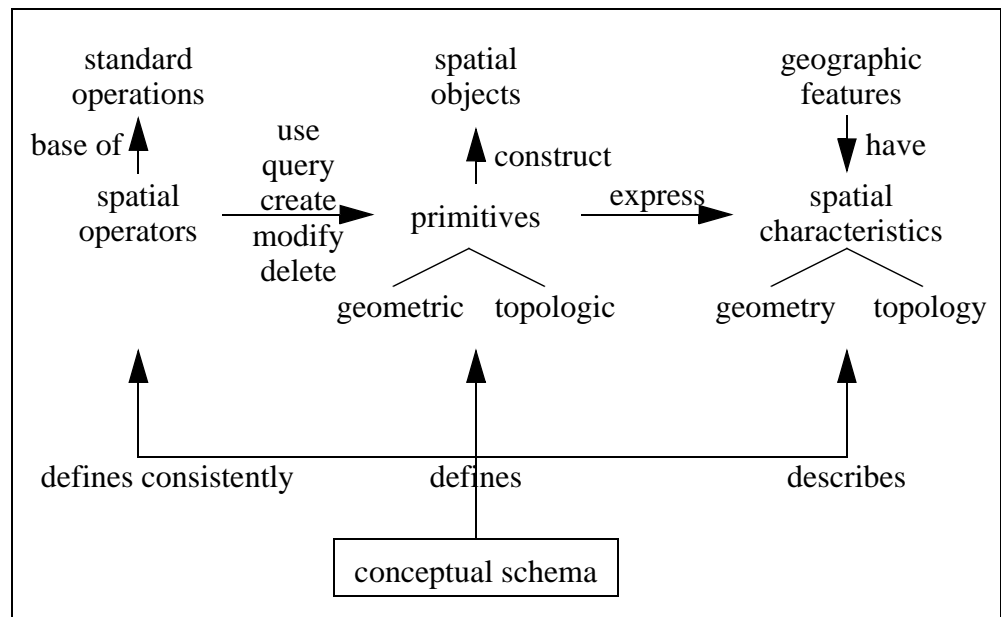 standard
operations
spatial
objects
geographic
features
base of
use
query
create
modify
delete
construct
have
spatial
operators
primitives
express
spatial
characteristics
geometric
topologic
geometry
topology
defines consistently
defines
describes
conceptual schema